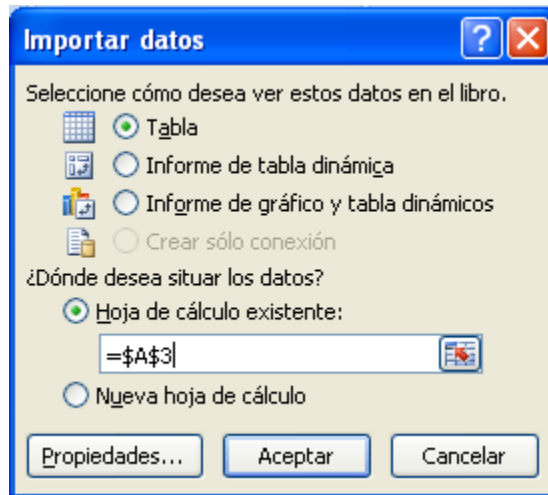 Importar datos
Seleccione cómo desea ver estos datos en el libro.
Tabla
Informe de tabla dinámica
Informe de gráfico y tabla dinámicos
Crear sólo conexión
¿Dónde desea situar los datos?
Hoja de cálculo existente:
=$A$3
Nueva hoja de cálculo
Propiedades... Aceptar Cancelar